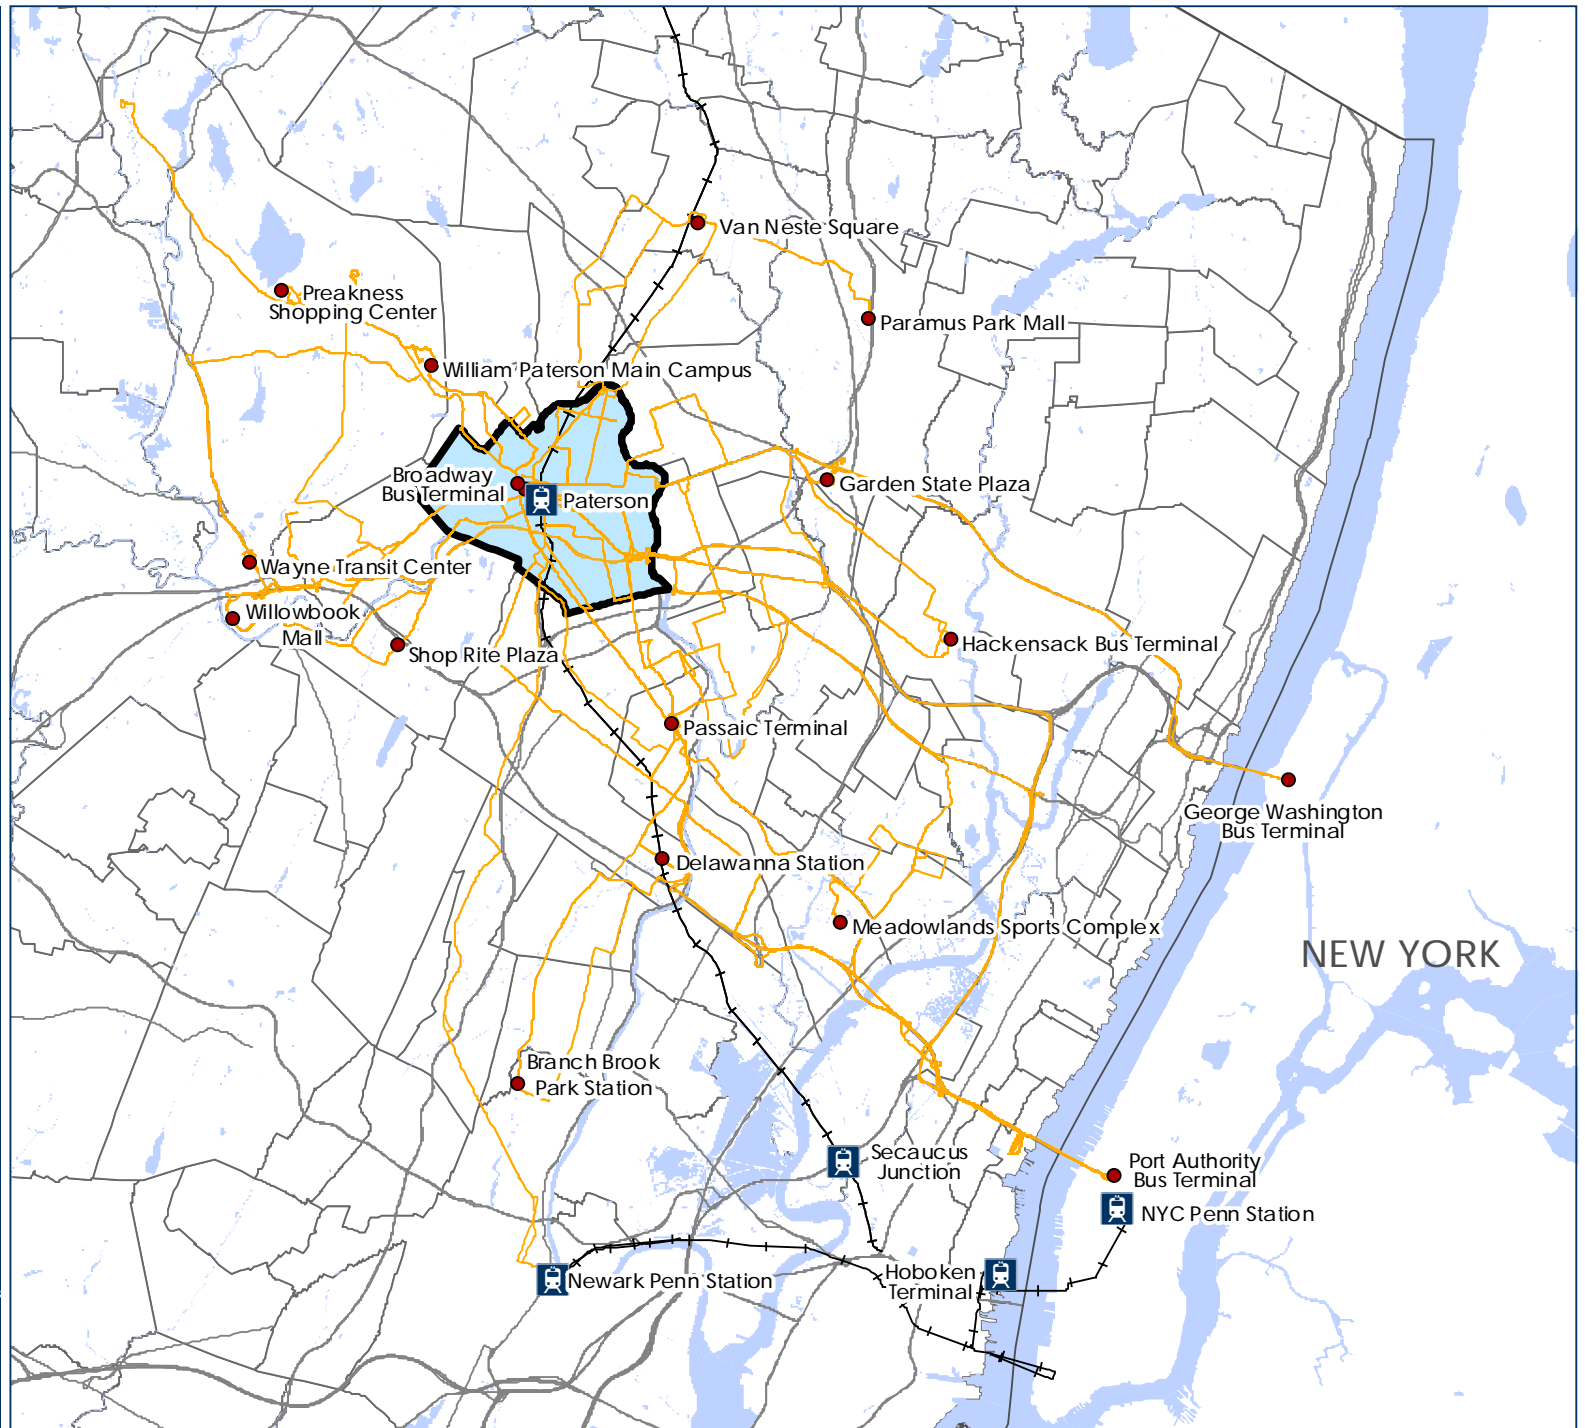 Van Neste Square
Preakness
Shopping Center
Paramus Park Mall
William Paterson Main Campus
Broadway
Bus Terminal
Paterson
Garden State Plaza
Wayne Transit Center
Willowbook
Mall
Shop Rite Plaza
Hackensack Bus Terminal
Passaic Terminal
George Washington
Bus Terminal
Delawanna Station
Meadowlands Sports Complex
NEW YORK
Branch Brook
Park Station
Secaucus
Junction
Port Authority
Bus Terminal
NYC Penn Station
Hoboken
Terminal
Newark Penn Station